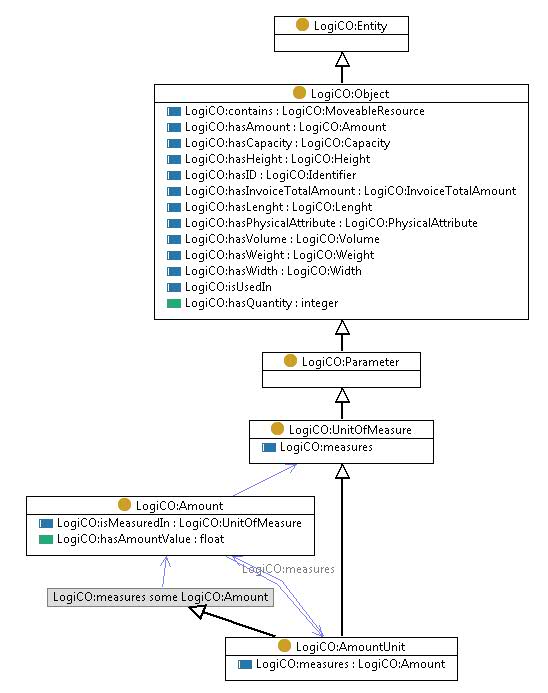 LogiCO:Entity
LogiCO:Object
LogiCO:contains : LogiCO:MoveableResource
LogiCO:hasAmount : LogiCO:Amount
LogiCO:hasCapacity : LogiCO:Capacity
LogiCO:hasHeight : LogiCO:Height
LogiCO:hasID : LogiCO:Identifier
LogiCO:hasInvoiceTotalAmount : LogiCO:InvoiceTotalAmount
LogiCO:hasLenght : LogiCO:Lenght
LogiCO:hasPhysicalAttribute : LogiCO:PhysicalAttribute
LogiCO:hasVolume : LogiCO:Volume
LogiCO:hasWeight : LogiCO:Weight
LogiCO:hasWidth : LogiCO:Width
LogiCO:isUsedIn
LogiCO:hasQuantity : integer
LogiCO:Parameter
LogiCO:UnitOfMeasure
LogiCO:measures
LogiCO:Amount
LogiCO:isMeasuredIn : LogiCO:UnitOfMeasure
LogiCO:hasAmountValue : float
LogiCO:measures
LogiCO:measures some LogiCO:Amount
LogiCO:AmountUnit
LogiCO:measures : LogiCO:Amount